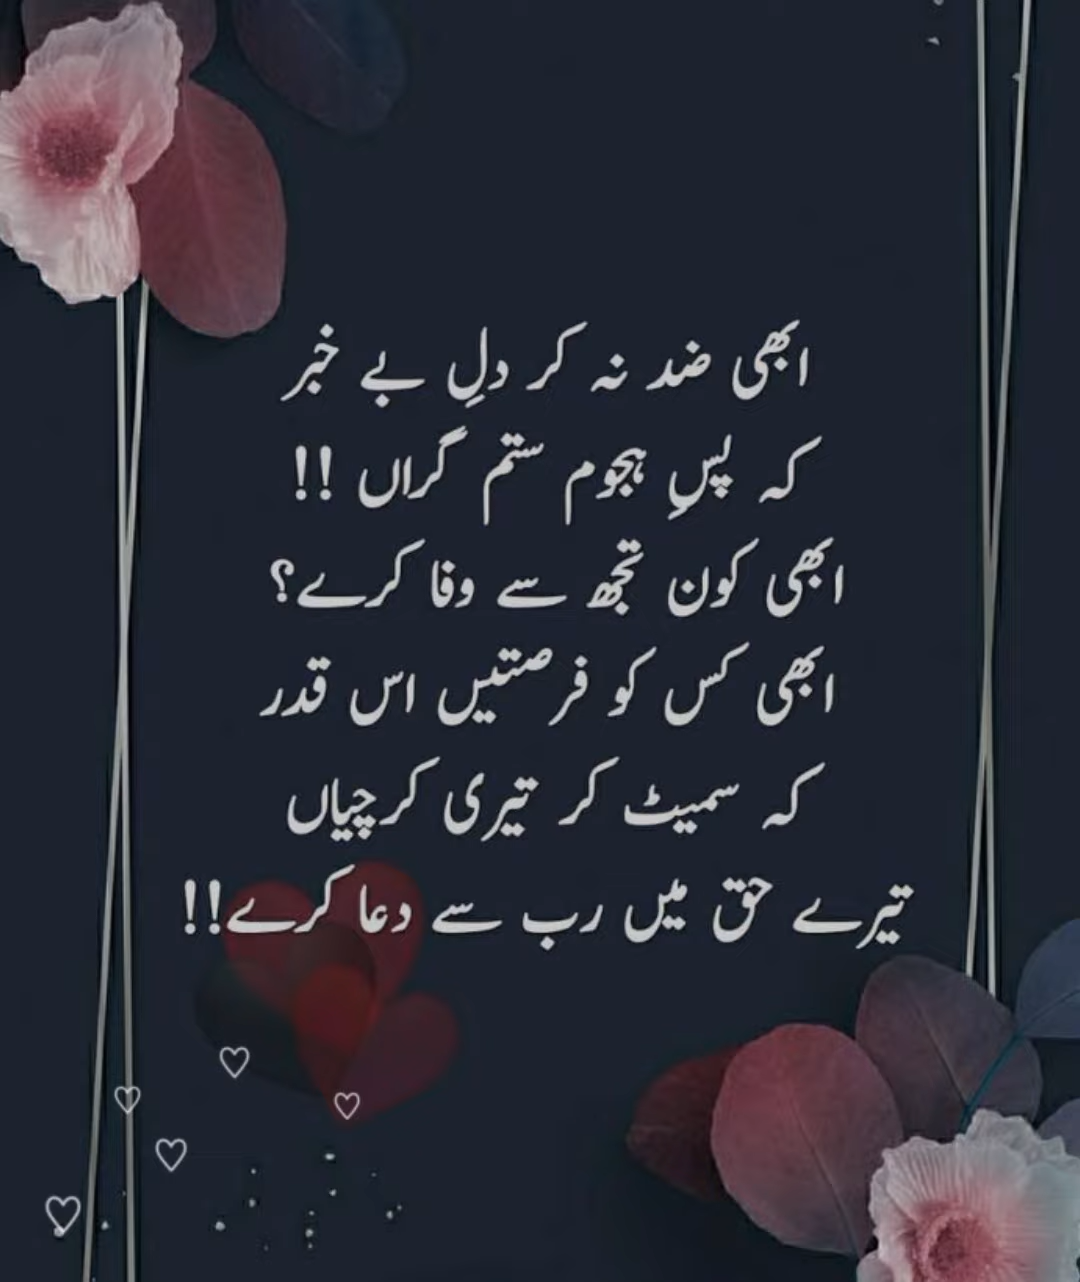 ابھی ضد نہ کر دلِ بے خبر
کہ پسِ ہجوم ستم گراں !!
ابھی کون تجھ سے وفا کرے؟
ابھی کس کو فرصتیں اس قدر
کہ سمیٹ کر تیری کرچیاں
تیرے حق میں رب سے دعا کرے!!